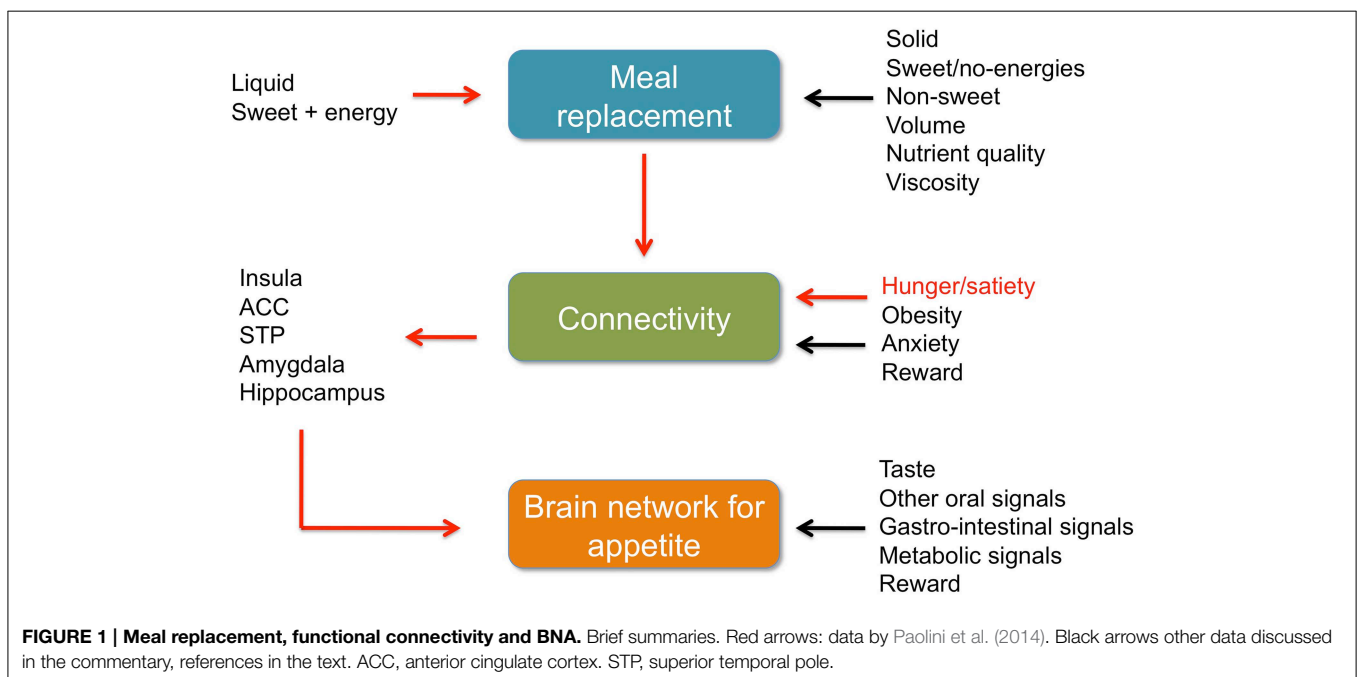 Liquid
Sweet + energy
Meal
replacement
Solid
Sweet/no-energies
Non-sweet
Volume
Nutrient quality
Viscosity
Insula
ACC
STP
Amygdala
Hippocampus
Connectivity
Hunger/satiety
Obesity
Anxiety
Reward
Brain network for
appetite
Taste
Other oral signals
Gastro-intestinal signals
Metabolic signals
Reward
FIGURE 1 | Meal replacement, functional connectivity and BNA. Brief summaries. Red arrows: data by Paolini et al. (2014). Black arrows other data discussed
in the commentary, references in the text. ACC, anterior cingulate cortex. STP, superior temporal pole.